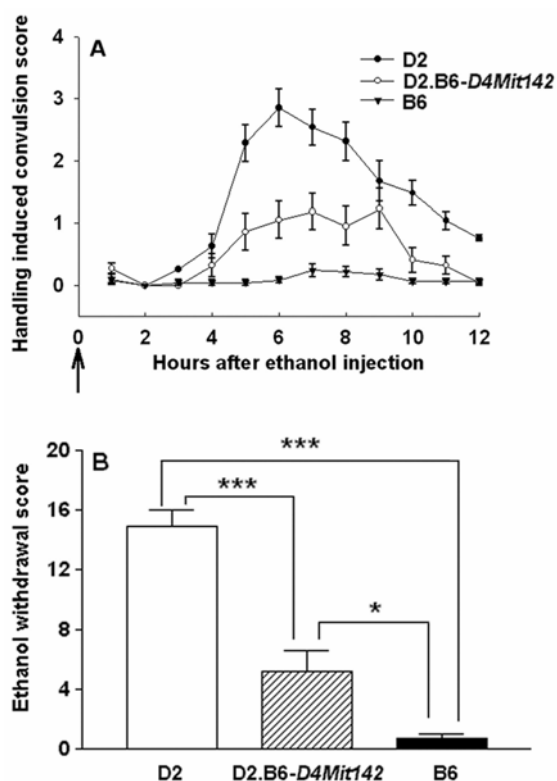 A
D2
D2.B6-D4Mit142
B6
Handling induced convulsion score
4
3
2
1
0
0 2 4 6 8 10 12
Hours after ethanol injection
B
Ethanol withdrawal score
20
16
12
8
4
0
***
***
*
D2 D2.B6-D4Mit142 B6